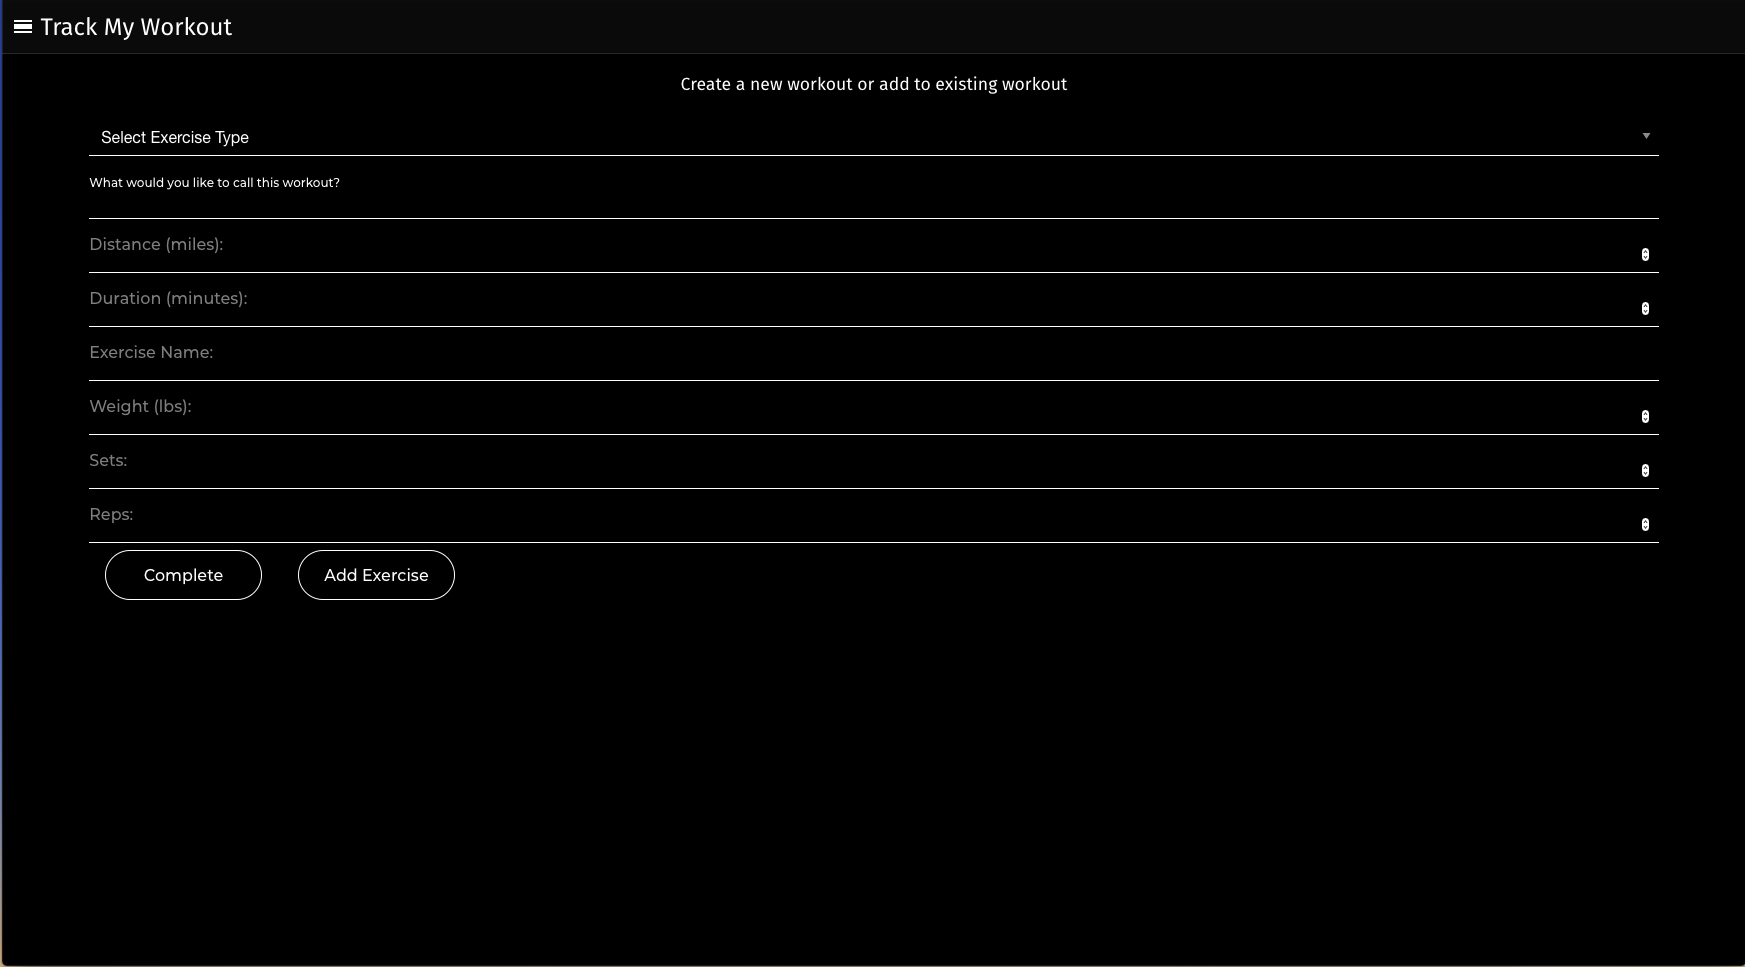 Track My Workout
Create a new workout or add to existing workout
Select Exercise Type
What would you like to call this workout?
Distance (miles):
Duration (minutes):
Exercise Name:
Weight (lbs):
Sets:
Reps:
Complete
Add Exercise